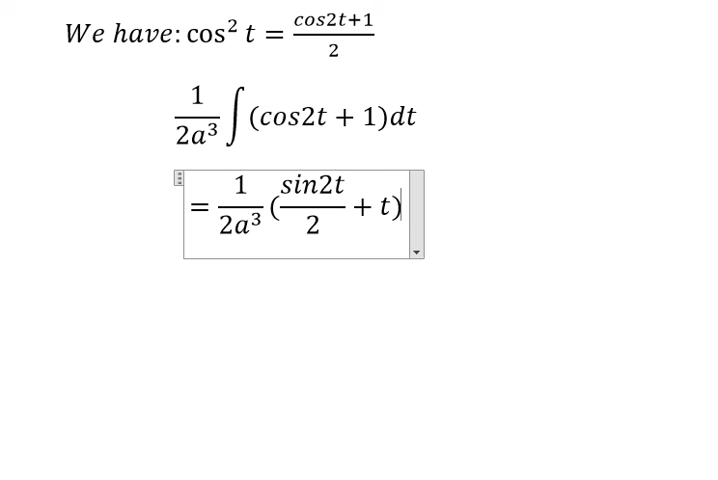 We have: cos² t = (cos2t+1)/2
1/(2a³) ∫ (cos2t + 1)dt
= 1/(2a³) (sin2t/2 + t)